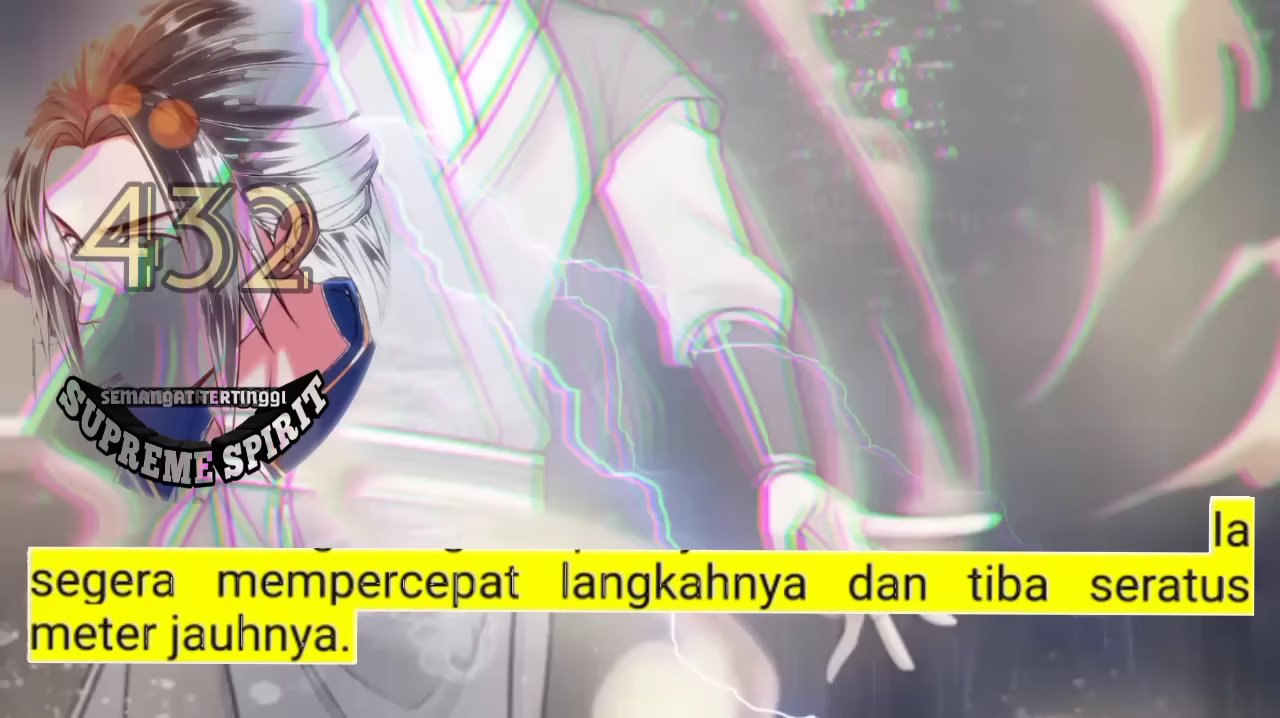 432
SEMANGAT TERTINGGI
SUPREME SPIRIT
Ia
segera mempercepat langkahnya dan tiba seratus
meter jauhnya.